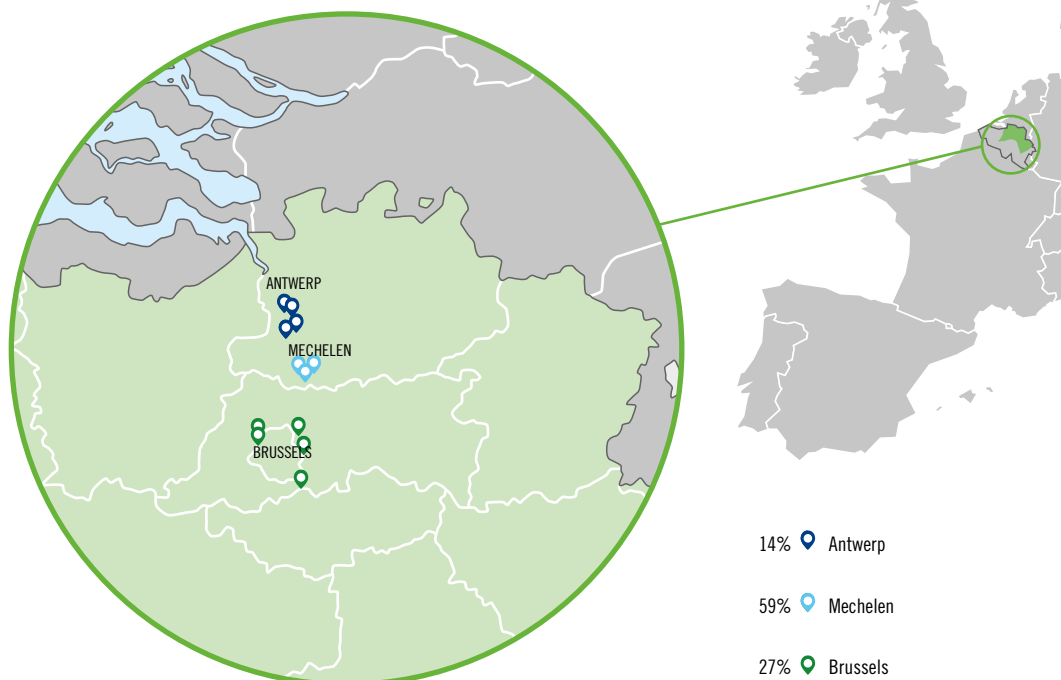 ANTWERP
MECHELEN
BRUSSELS
14% Antwerp
59% Mechelen
27% Brussels